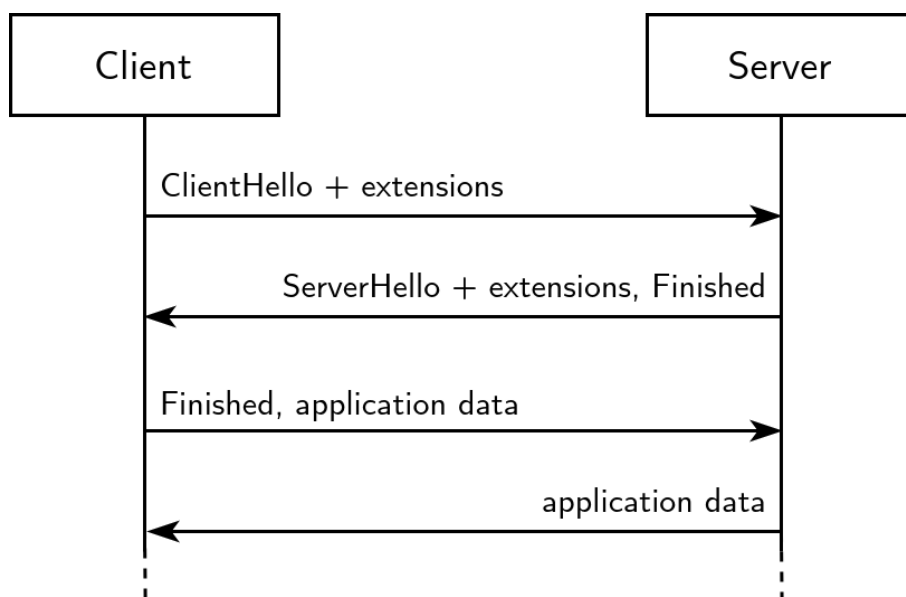 Client
Server
ClientHello + extensions
ServerHello + extensions, Finished
Finished, application data
application data